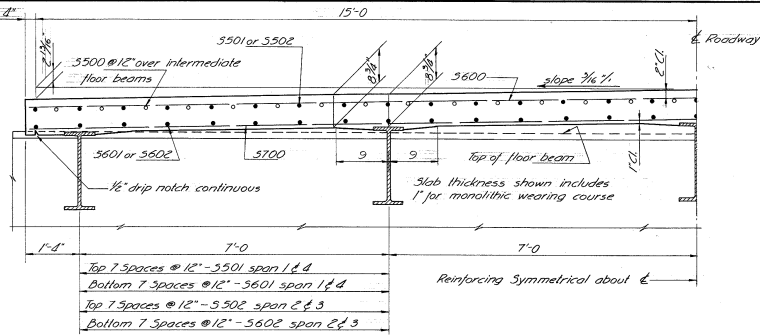 4"
15'-0
℄ Roadway
2 13/16"
S500 @ 12" over intermediate
floor beams
S501 or S502
8 3/4"
8 3/4"
S600
slope 3/16"/'
2" Cl.
S601 or S602
S700
9
9
Top of floor beam
1" Cl.
1/2" drip notch continuous
Slab thickness shown includes
1" for monolithic wearing course
1'-4"
7'-0
7'-0
Top 7 Spaces @ 12" - S501 span 1 & 4
Bottom 7 Spaces @ 12" - S601 span 1 & 4
Top 7 Spaces @ 12" - S502 span 2 & 3
Bottom 7 Spaces @ 12" - S602 span 2 & 3
Reinforcing Symmetrical about ℄